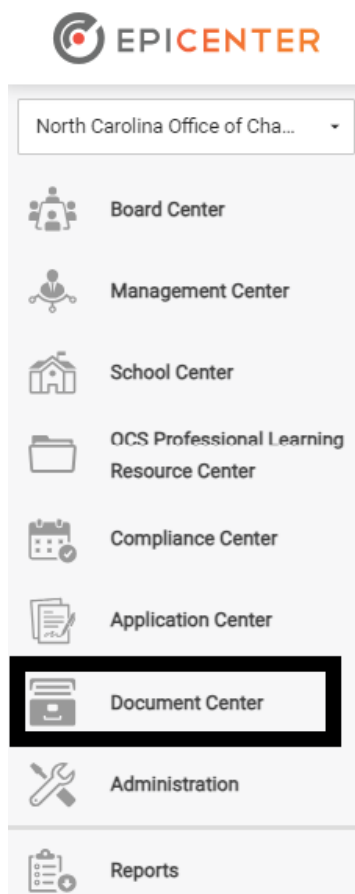 EPICENTER
North Carolina Office of Cha...
Board Center
Management Center
School Center
OCS Professional Learning
Resource Center
Compliance Center
Application Center
Document Center
Administration
Reports